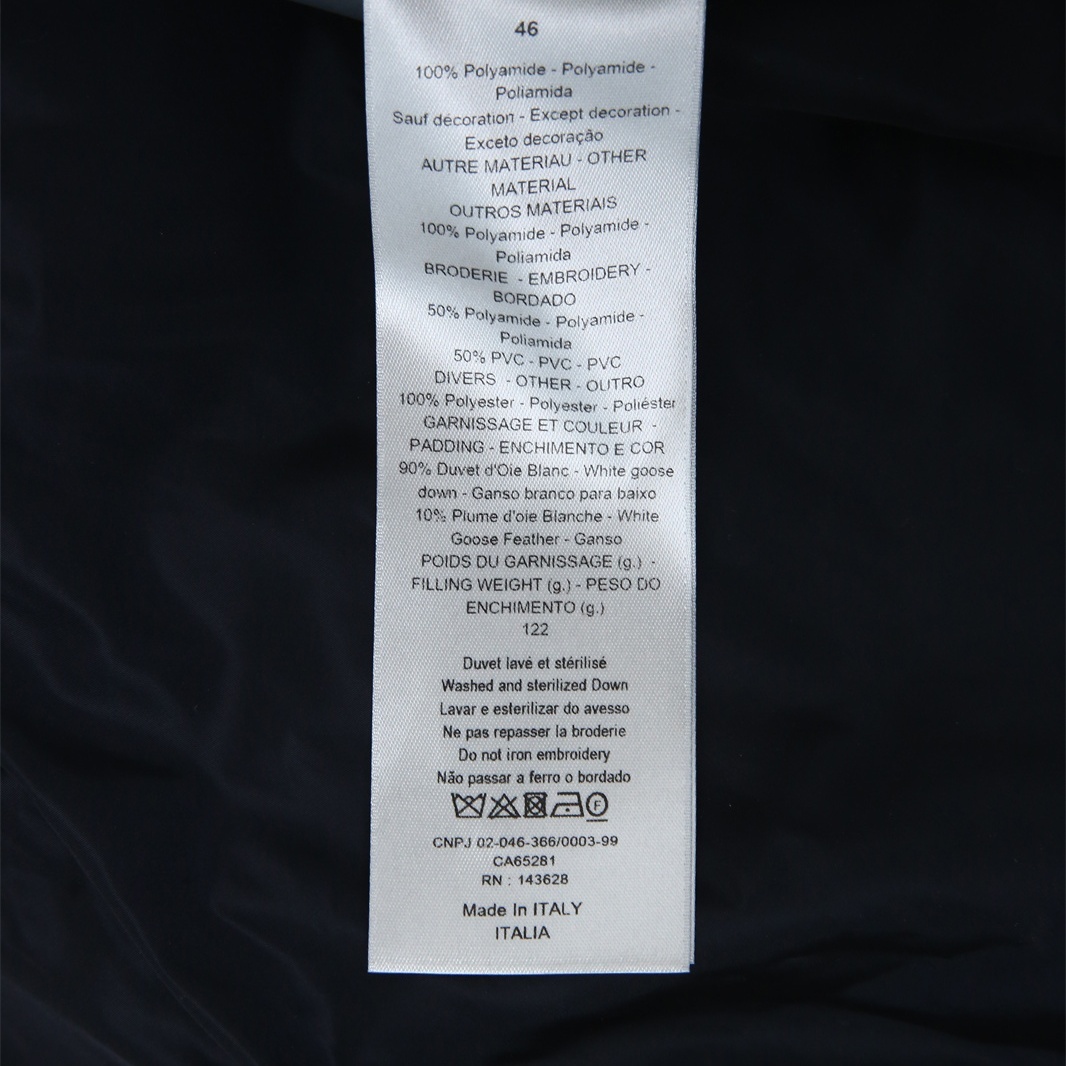 46
100% Polyamide - Polyamide -
Poliamida
Sauf décoration - Except decoration -
Exceto decoração
AUTRE MATERIAU - OTHER
MATERIAL
OUTROS MATERIAIS
100% Polyamide - Polyamide -
Poliamida
BRODERIE - EMBROIDERY -
BORDADO
50% Polyamide - Polyamide -
Poliamida
50% PVC - PVC - PVC
DIVERS - OTHER - OUTRO
100% Polyester - Polyester - Poliéster
GARNISSAGE ET COULEUR -
PADDING - ENCHIMENTO E COR
90% Duvet d'Oie Blanc - White goose
down - Ganso branco para baixo
10% Plume d'oie Blanche - White
Goose Feather - Ganso
POIDS DU GARNISSAGE (g.) -
FILLING WEIGHT (g.) - PESO DO
ENCHIMENTO (g.)
122
Duvet lavé et stérilisé
Washed and sterilized Down
Lavar e esterilizar do avesso
Ne pas repasser la broderie
Do not iron embroidery
Não passar a ferro o bordado
F
CNPJ 02-046-366/0003-99
CA65281
RN : 143628
Made In ITALY
ITALIA